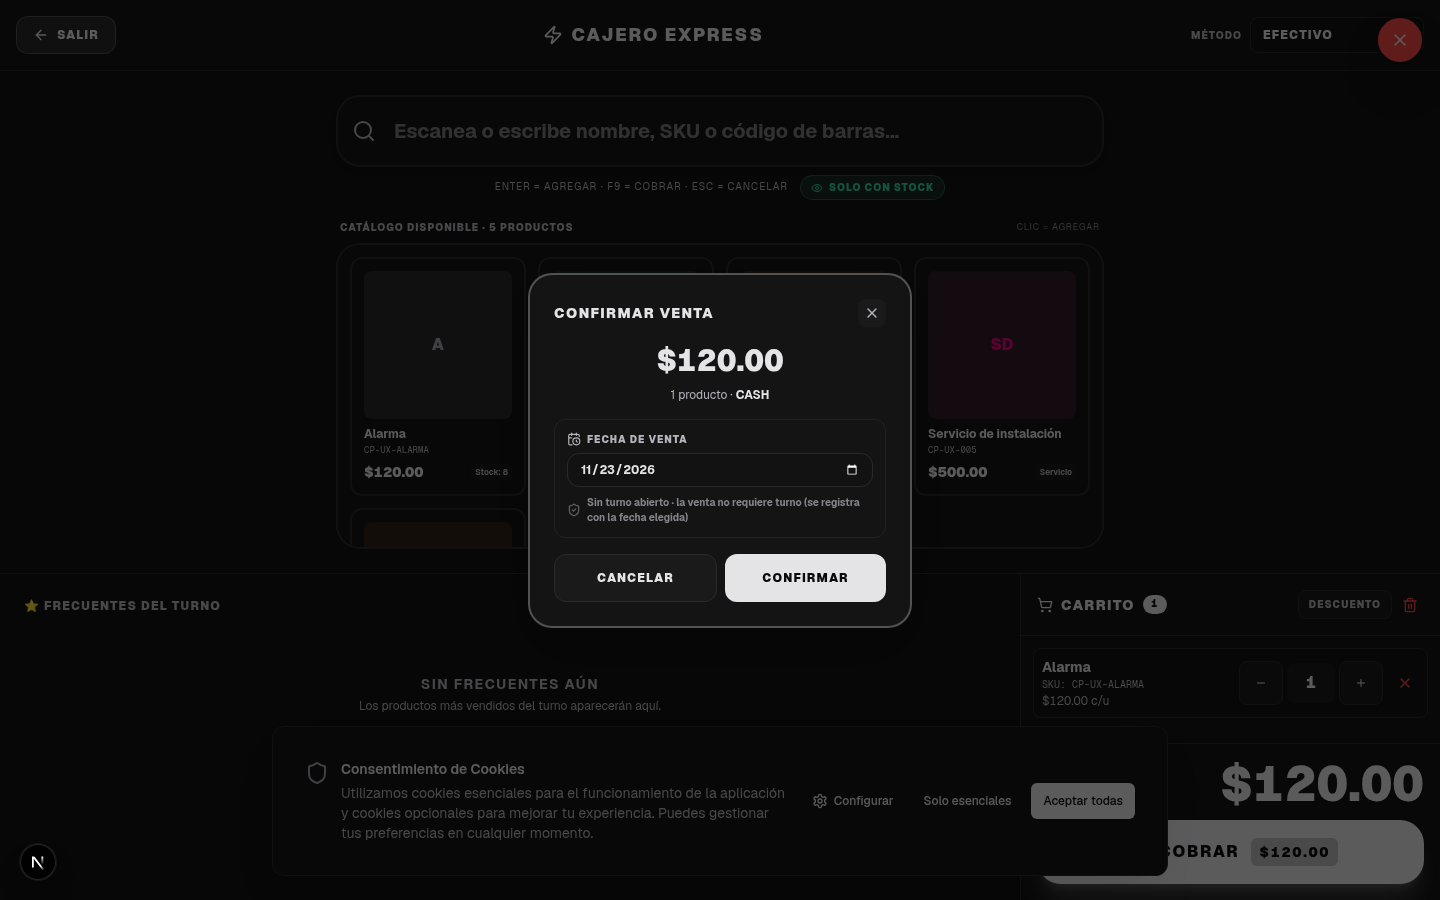 SALIR
CAJERO EXPRESS
MÉTODO
EFECTIVO
Escanea o escribe nombre, SKU o código de barras...
ENTER = AGREGAR · F9 = COBRAR · ESC = CANCELAR
SOLO CON STOCK
CATÁLOGO DISPONIBLE · 5 PRODUCTOS
CLIC = AGREGAR
A
Alarma
CP-UX-ALARMA
$120.00
Stock: 8
SD
Servicio de instalación
CP-UX-005
$500.00
Servicio
CONFIRMAR VENTA
$120.00
1 producto · CASH
FECHA DE VENTA
11/23/2026
Sin turno abierto · la venta no requiere turno (se registra
con la fecha elegida)
CANCELAR
CONFIRMAR
FRECUENTES DEL TURNO
SIN FRECUENTES AÚN
Los productos más vendidos del turno aparecerán aquí.
CARRITO
1
DESCUENTO
Alarma
SKU: CP-UX-ALARMA
$120.00 c/u
1
$120.00
COBRAR
$120.00
Consentimiento de Cookies
Utilizamos cookies esenciales para el funcionamiento de la aplicación
y cookies opcionales para mejorar tu experiencia. Puedes gestionar
tus preferencias en cualquier momento.
Configurar
Solo esenciales
Aceptar todas
N